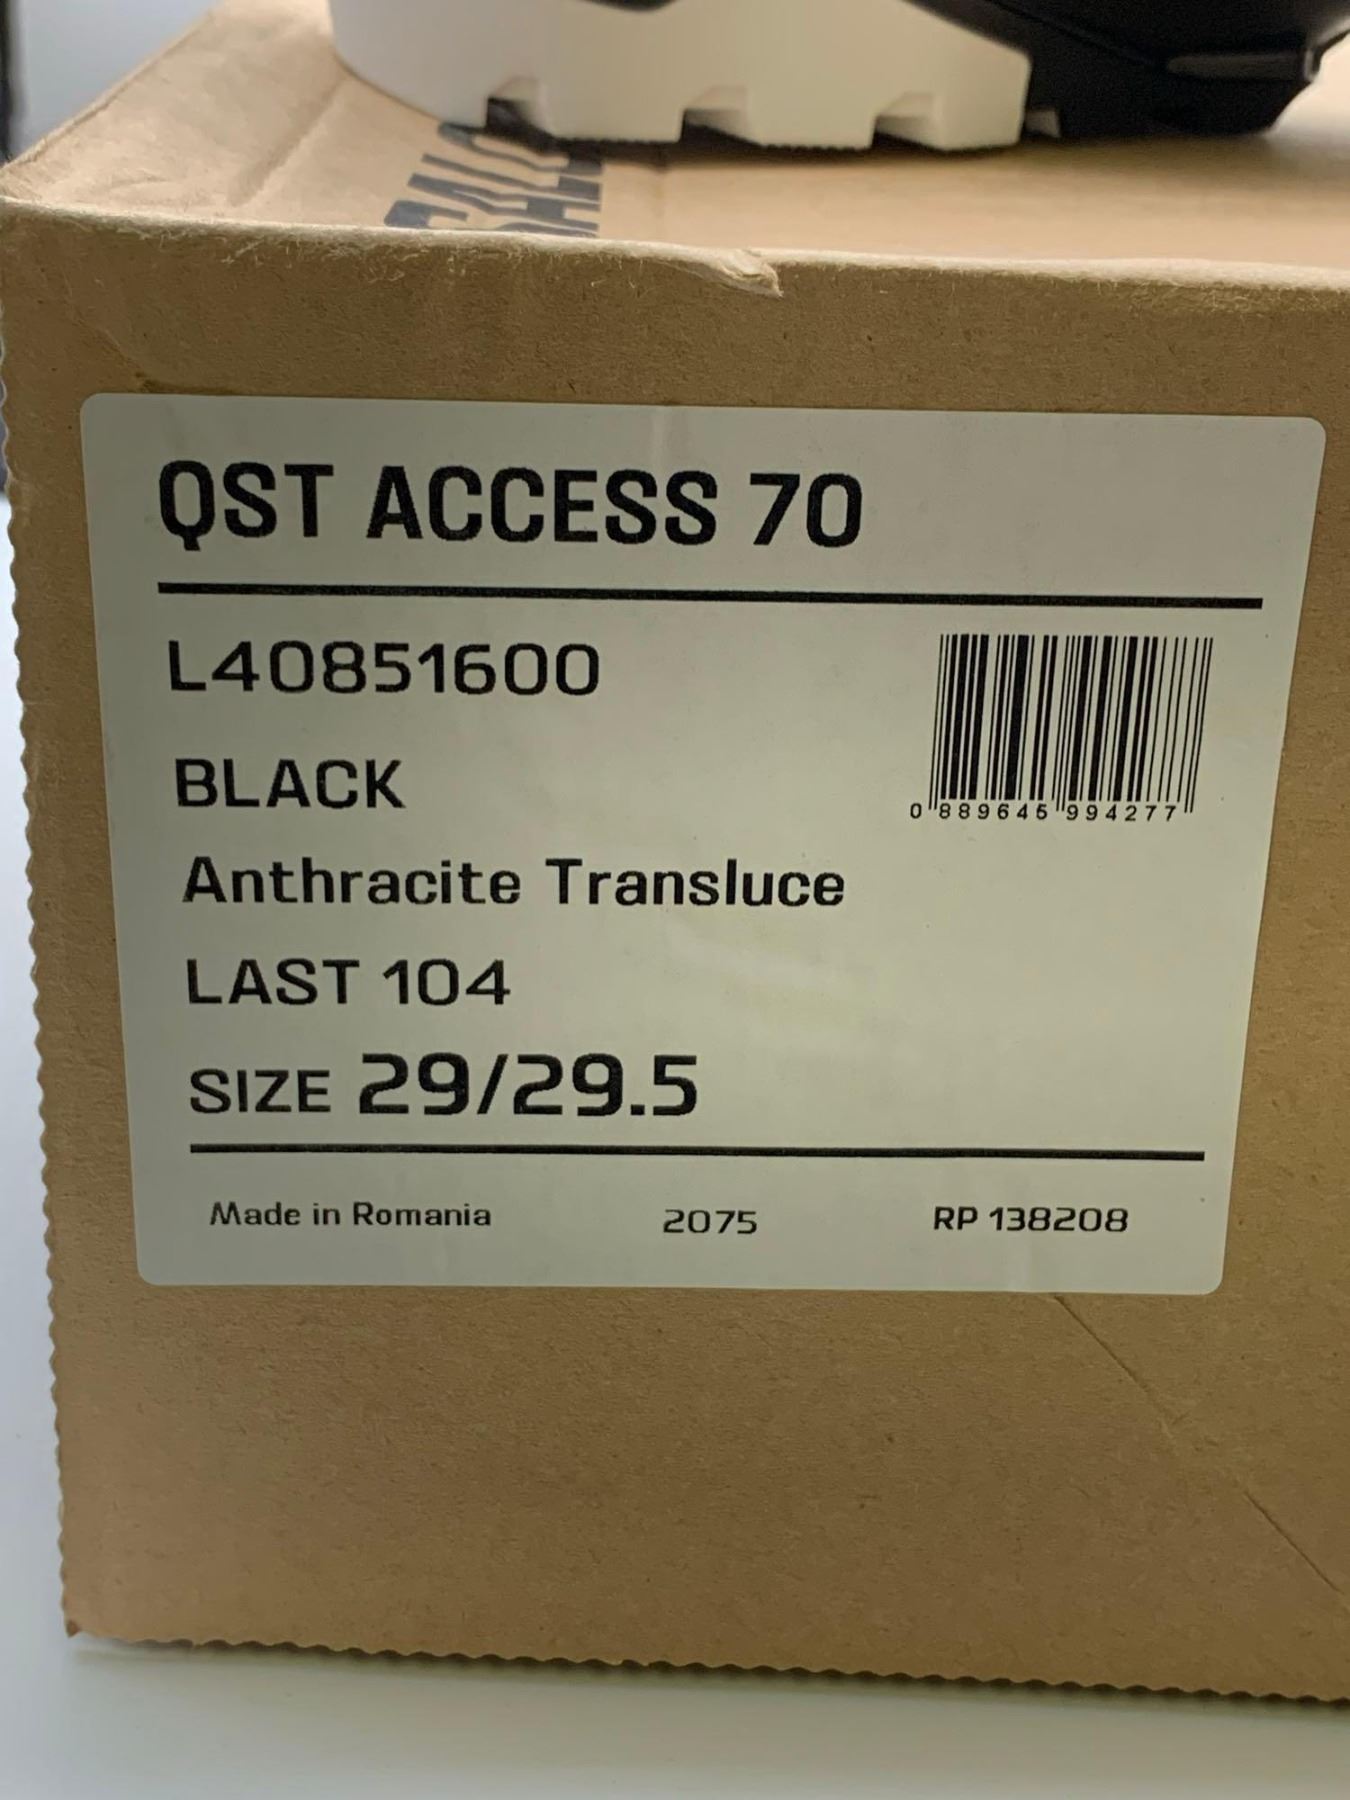 QST ACCESS 70
L40851600
BLACK
0 889645 994277
Anthracite Transluce
LAST 104
SIZE 29/29.5
Made in Romania 2075 RP 138208